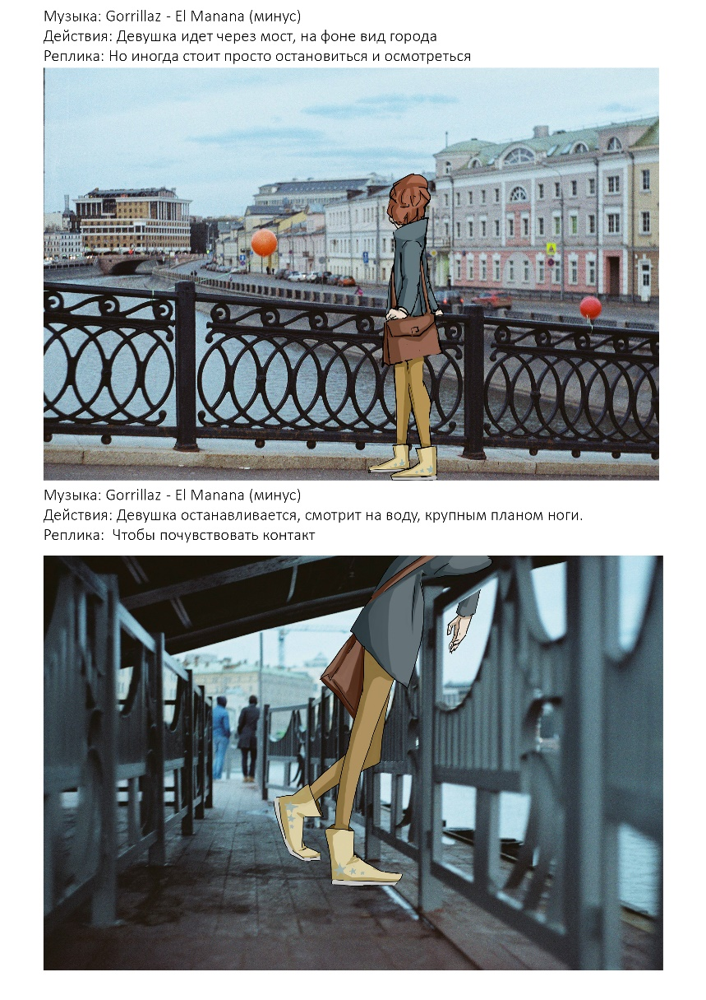 Музыка: Gorrillaz - El Manana (минус)
Действия: Девушка идет через мост, на фоне вид города
Реплика: Но иногда стоит просто остановиться и осмотреться
Музыка: Gorrillaz - El Manana (минус)
Действия: Девушка останавливается, смотрит на воду, крупным планом ноги.
Реплика:  Чтобы почувствовать контакт